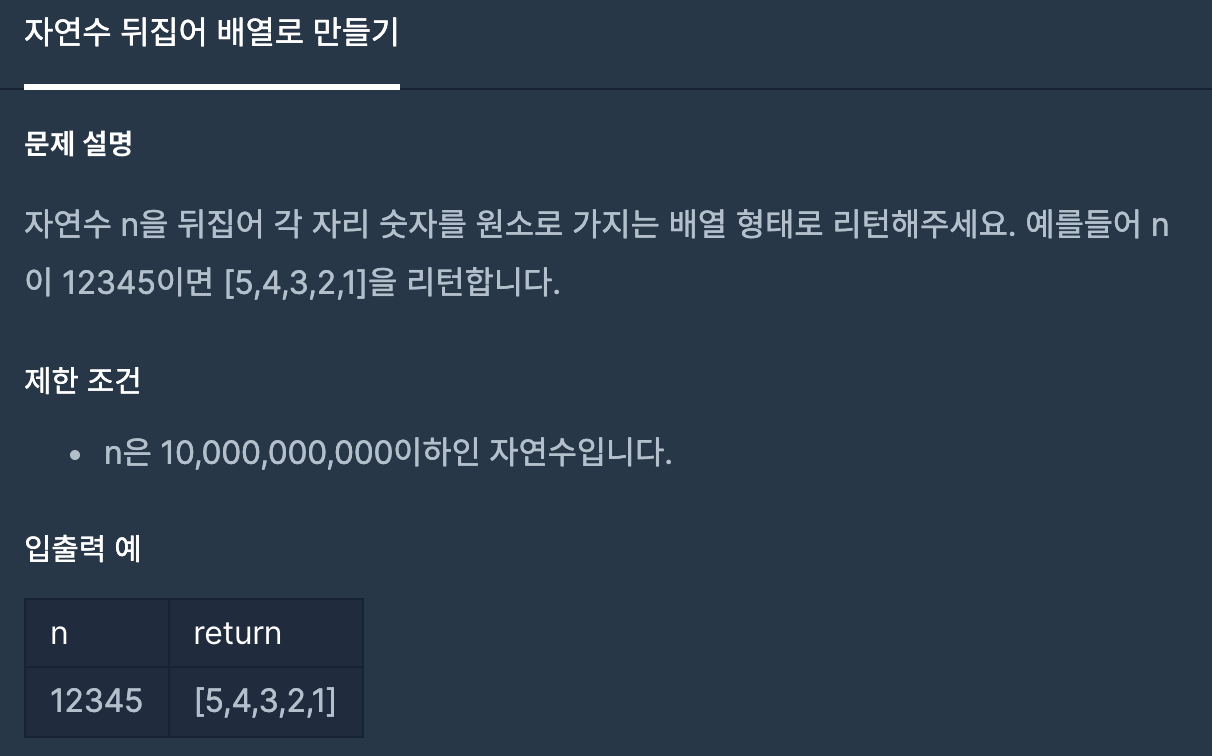 자연수 뒤집어 배열로 만들기
문제 설명
자연수 n을 뒤집어 각 자리 숫자를 원소로 가지는 배열 형태로 리턴해주세요. 예를들어 n
이 12345이면 [5,4,3,2,1]을 리턴합니다.
제한 조건
• n은 10,000,000,000이하인 자연수입니다.
입출력 예
n return
12345 [5,4,3,2,1]